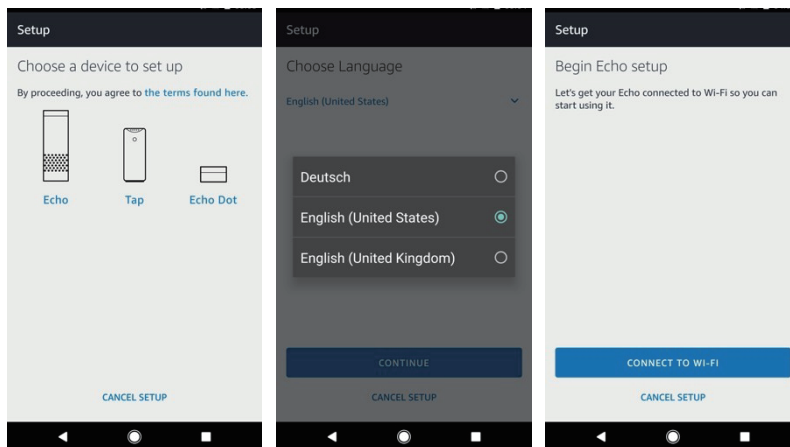 Setup
Choose a device to set up
By proceeding, you agree to the terms found here.
Echo
Tap
Echo Dot
CANCEL SETUP
Setup
Choose Language
English (United States)
Deutsch
English (United States)
English (United Kingdom)
CONTINUE
CANCEL SETUP
Setup
Begin Echo setup
Let's get your Echo connected to Wi-Fi so you can
start using it.
CONNECT TO WI-FI
CANCEL SETUP